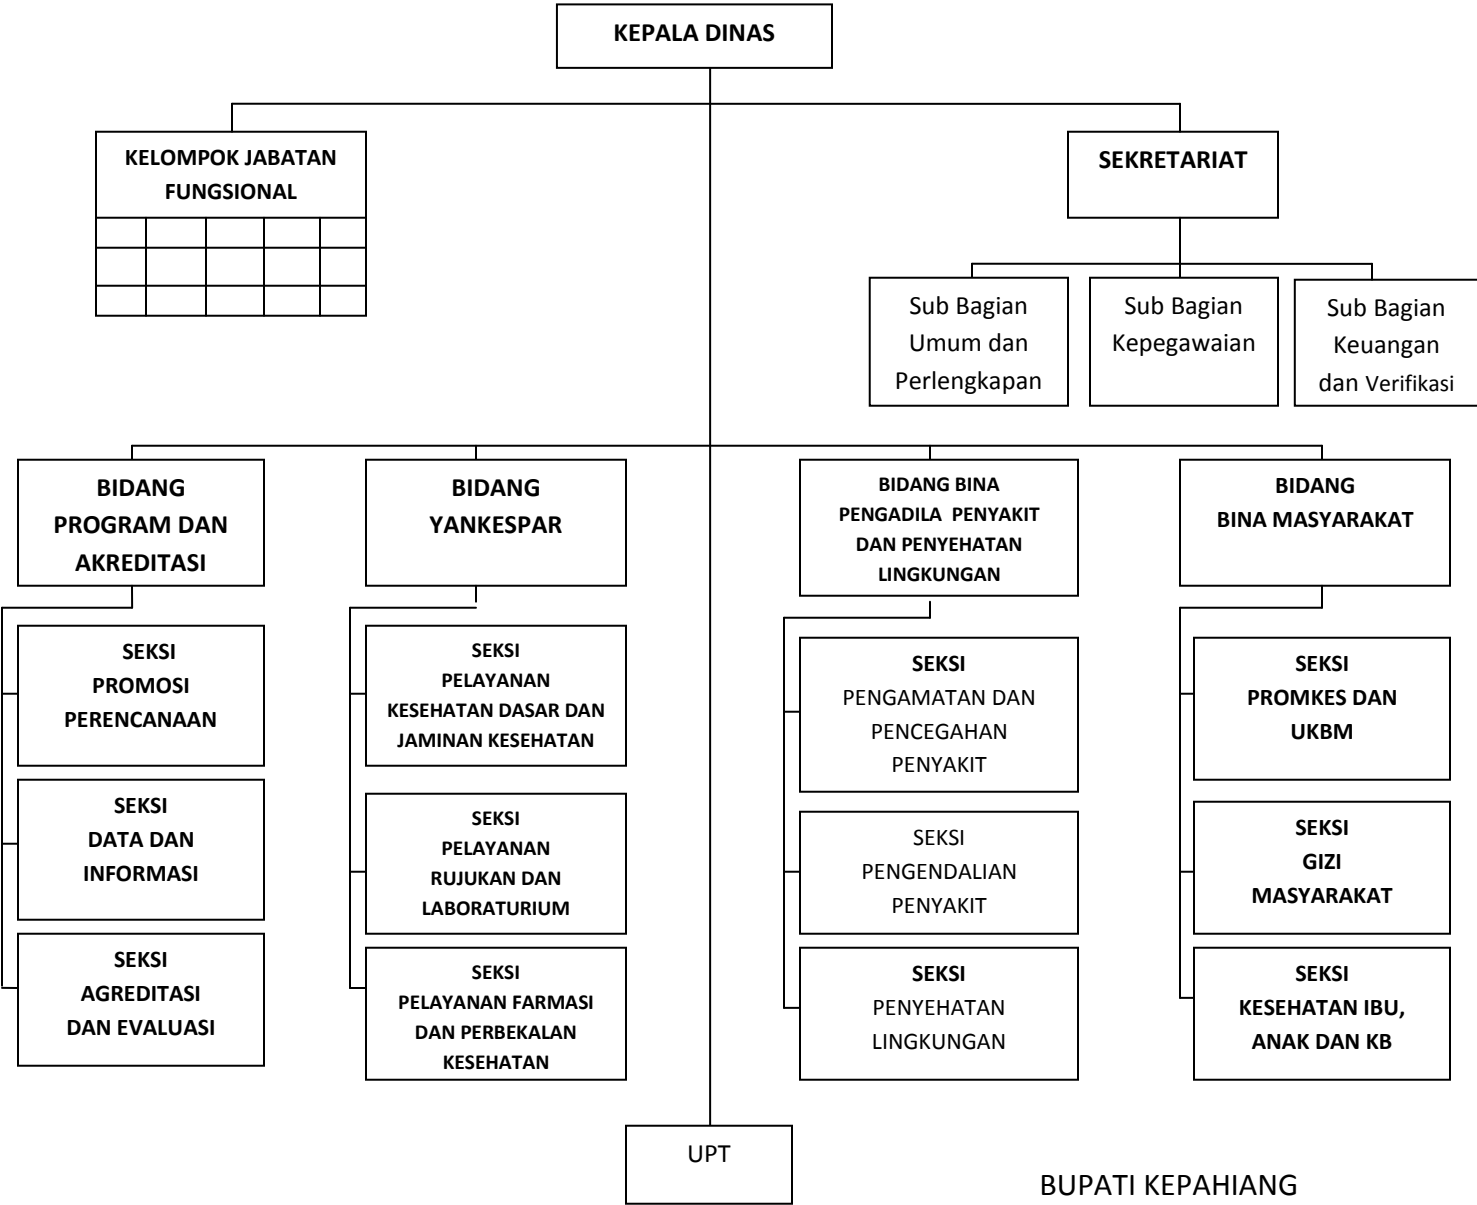 KEPALA DINAS
KELOMPOK JABATAN
FUNGSIONAL
SEKRETARIAT
Sub Bagian
Umum dan
Perlengkapan
Sub Bagian
Kepegawaian
Sub Bagian
Keuangan
dan Verifikasi
BIDANG
PROGRAM DAN
AKREDITASI
BIDANG
YANKESPAR
BIDANG BINA
PENGADILA  PENYAKIT
DAN PENYEHATAN
LINGKUNGAN
BIDANG
BINA MASYARAKAT
SEKSI
PROMOSI
PERENCANAAN
SEKSI
DATA DAN
INFORMASI
SEKSI
AGREDITASI
DAN EVALUASI
SEKSI
PELAYANAN
KESEHATAN DASAR DAN
JAMINAN KESEHATAN
SEKSI
PELAYANAN
RUJUKAN DAN
LABORATURIUM
SEKSI
PELAYANAN FARMASI
DAN PERBEKALAN
KESEHATAN
SEKSI
PENGAMATAN DAN
PENCEGAHAN
PENYAKIT
SEKSI
PENGENDALIAN
PENYAKIT
SEKSI
PENYEHATAN
LINGKUNGAN
SEKSI
PROMKES DAN
UKBM
SEKSI
GIZI
MASYARAKAT
SEKSI
KESEHATAN IBU,
ANAK DAN KB
UPT
BUPATI KEPAHIANG